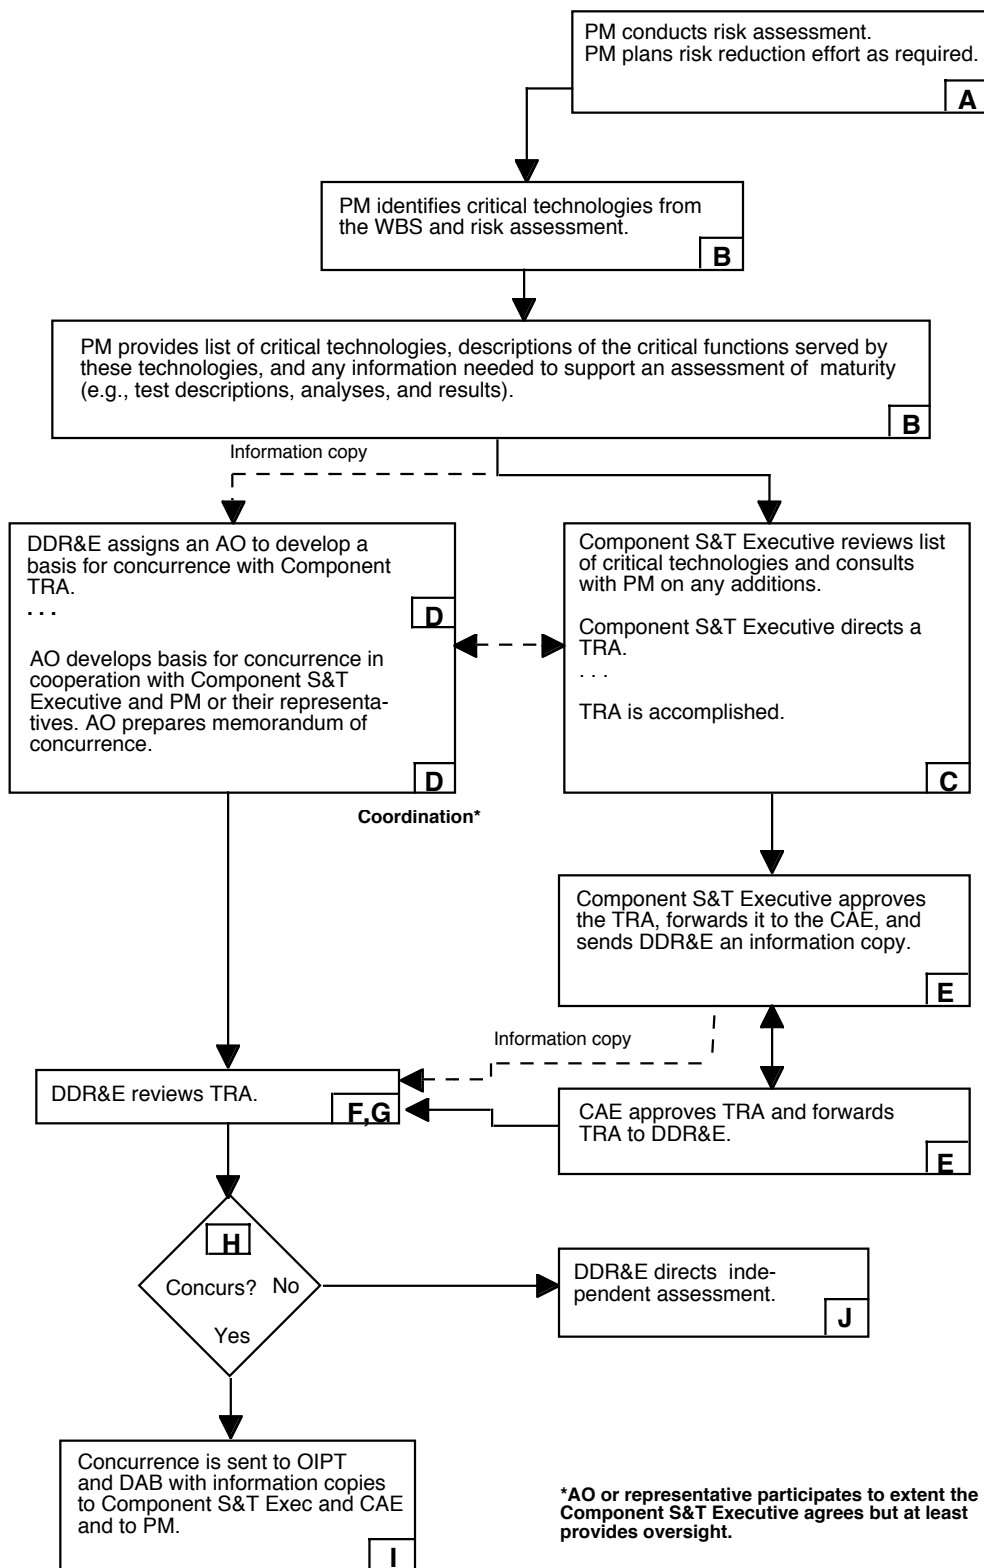 PM conducts risk assessment.
PM plans risk reduction effort as required.
A
PM identifies critical technologies from
the WBS and risk assessment.
B
PM provides list of critical technologies, descriptions of the critical functions served by
these technologies, and any information needed to support an assessment of maturity
(e.g., test descriptions, analyses, and results).
B
Information copy
DDR&E assigns an AO to develop a
basis for concurrence with Component
TRA.
. . .
D
AO develops basis for concurrence in
cooperation with Component S&T
Executive and PM or their representa-
tives. AO prepares memorandum of
concurrence.
D
Component S&T Executive reviews list
of critical technologies and consults
with PM on any additions.
Component S&T Executive directs a
TRA.
. . .
TRA is accomplished.
C
Coordination*
Component S&T Executive approves
the TRA, forwards it to the CAE, and
sends DDR&E an information copy.
E
Information copy
DDR&E reviews TRA.
F,G
CAE approves TRA and forwards
TRA to DDR&E.
E
H
Concurs? No
Yes
DDR&E directs inde-
pendent assessment.
J
Concurrence is sent to OIPT
and DAB with information copies
to Component S&T Exec and CAE
and to PM.
I
*AO or representative participates to extent the
Component S&T Executive agrees but at least
provides oversight.